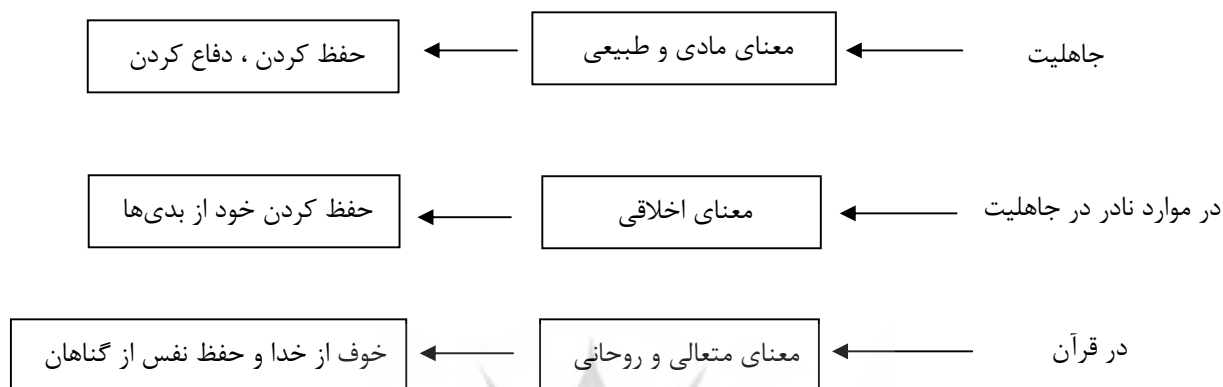 جاهلیت
معنای مادی و طبیعی
حفظ کردن ، دفاع کردن
در موارد نادر در جاهلیت
معنای اخلاقی
حفظ کردن خود از بدی‌ها
در قرآن
معنای متعالی و روحانی
خوف از خدا و حفظ نفس از گناهان